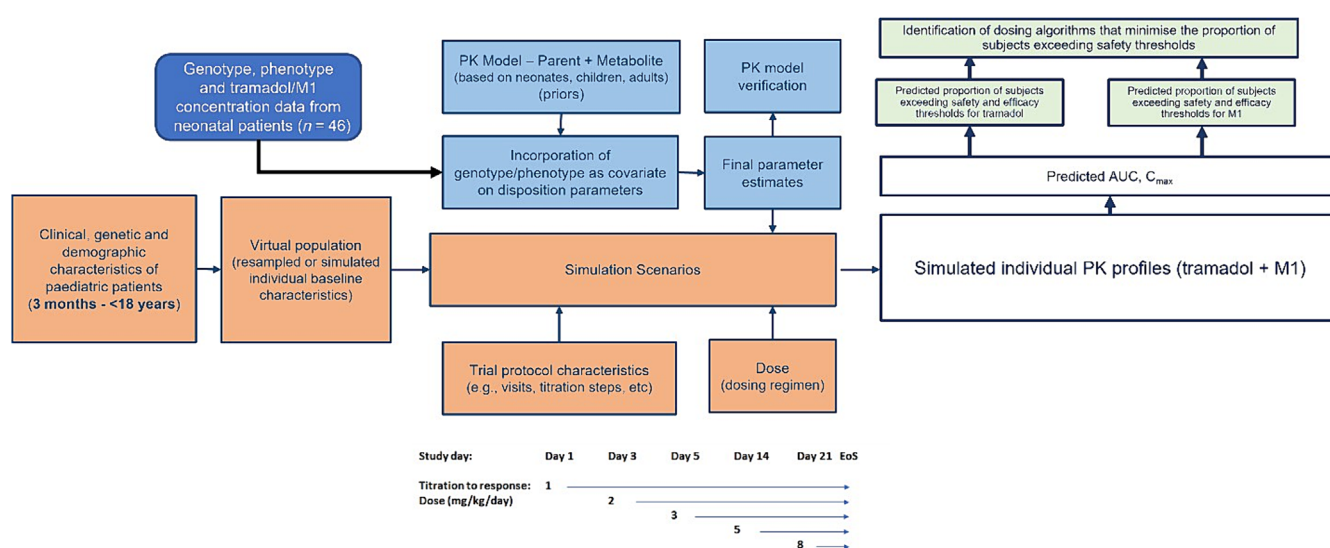 Genotype, phenotype
and tramadol/M1
concentration data from
neonatal patients (n = 46)
PK Model – Parent + Metabolite
(based on neonates, children, adults)
(priors)
PK model
verification
Incorporation of
genotype/phenotype as covariate
on disposition parameters
Final parameter
estimates
Identification of dosing algorithms that minimise the proportion of
subjects exceeding safety thresholds
Predicted proportion of subjects
exceeding safety and efficacy
thresholds for tramadol
Predicted proportion of subjects
exceeding safety and efficacy
thresholds for M1
Predicted AUC, Cmax
Simulated individual PK profiles (tramadol + M1)
Clinical, genetic and
demographic
characteristics of
paediatric patients
(3 months - <18 years)
Virtual population
(resampled or simulated
individual baseline
characteristics)
Simulation Scenarios
Trial protocol characteristics
(e.g., visits, titration steps, etc)
Dose
(dosing regimen)
Study day: Day 1 Day 3 Day 5 Day 14 Day 21 EoS
Titration to response: 1
Dose (mg/kg/day) 2
3
5
8